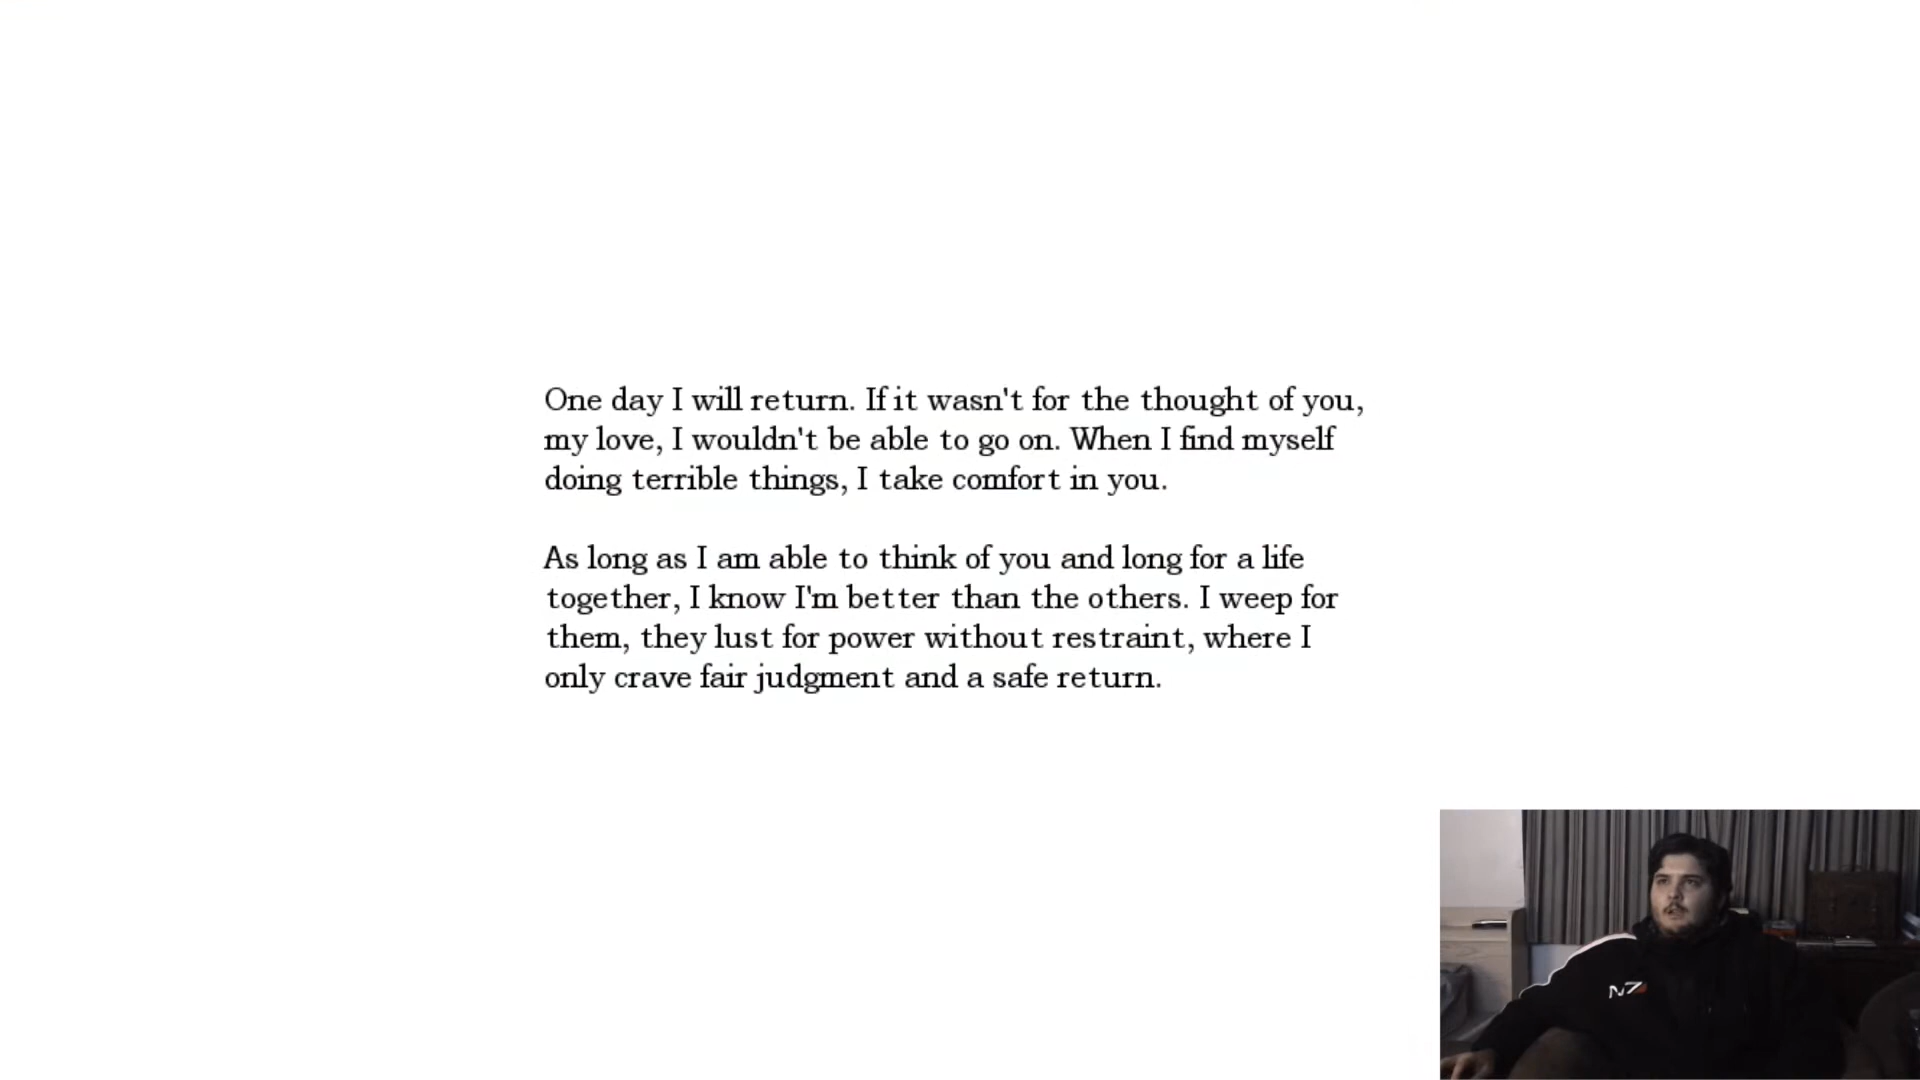 One day I will return. If it wasn't for the thought of you,
my love, I wouldn't be able to go on. When I find myself
doing terrible things, I take comfort in you.
As long as I am able to think of you and long for a life
together, I know I'm better than the others. I weep for
them, they lust for power without restraint, where I
only crave fair judgment and a safe return.
N7